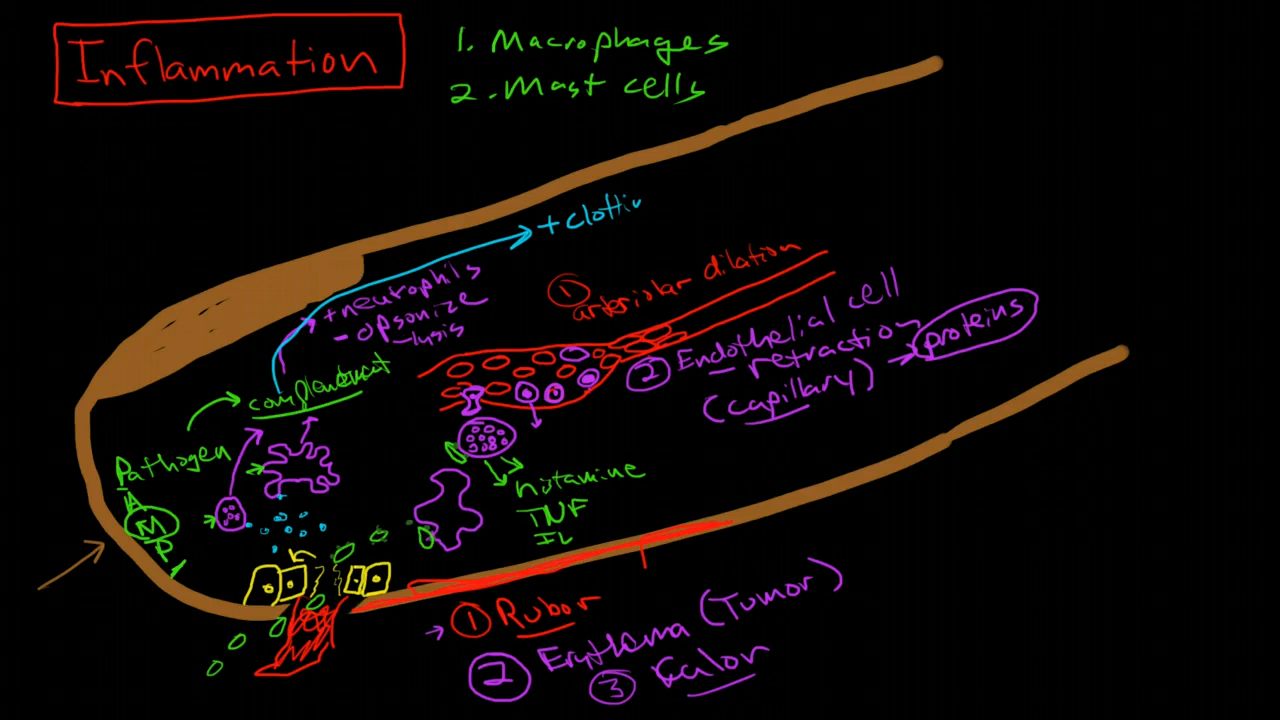 Inflammation
1. Macrophages
2. Mast cells
+ clottin
+ neutrophils
- opsonize
- lysis
complement
Pathogen
A
M
P
1
arteriolar dilation
2 Endothelial cell
retraction → proteins
(capillary)
histamine
TNF
IL
→ 1 Rubor
2 Erythema (Tumor)
3 Kalor